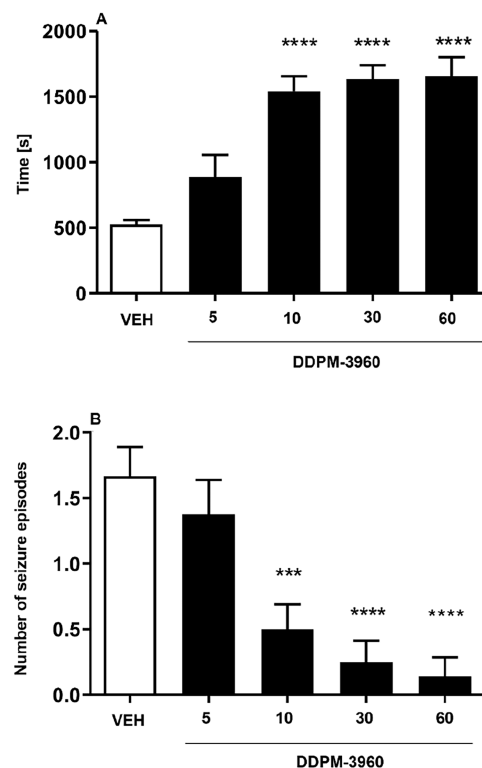 A
2000
1500
1000
500
0
Time [s]
**** **** ****
VEH 5 10 30 60
DDPM-3960
B
2.0
1.5
1.0
0.5
0.0
Number of seizure episodes
*** **** ****
VEH 5 10 30 60
DDPM-3960